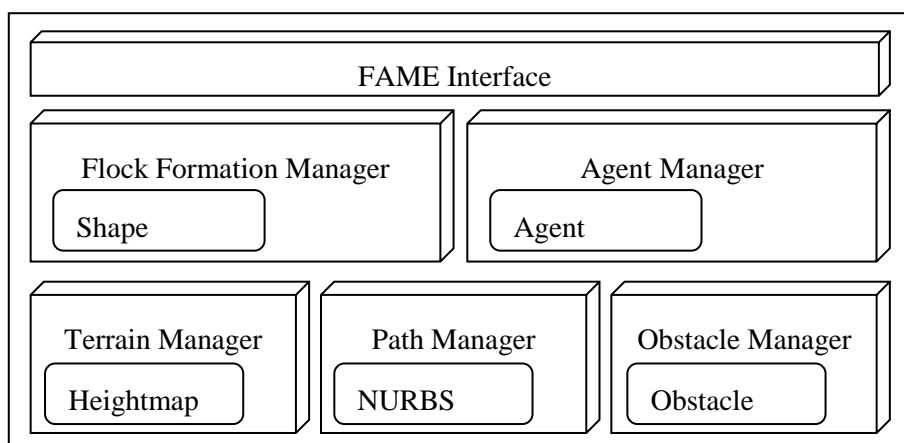 FAME Interface
Flock Formation Manager
Shape
Agent Manager
Agent
Terrain Manager
Heightmap
Path Manager
NURBS
Obstacle Manager
Obstacle